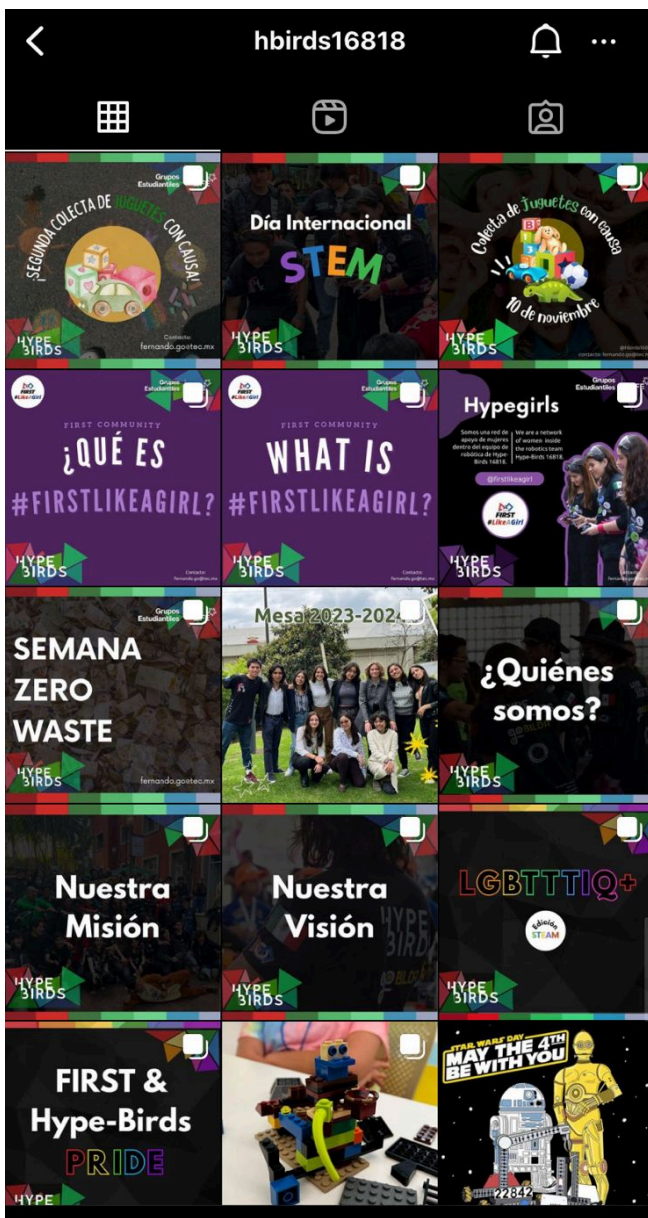 hbirds16818
Grupos
Estudiantiles
¡SEGUNDA COLECTA DE JUGUETES CON CAUSA!
Contacto:
fernando.go@tec.mx
HYPE
BIRDS
Día Internacional
STEM
HYPE
BIRDS
Colecta de Juguetes con causa
10 de noviembre
contacto: fernando.go@tec.m
HYPE
BIRDS
FIRST
#LikeAGirl
Grupos
Estudiantiles
FIRST COMMUNITY
¿QUÉ ES
#FIRSTLIKEAGIRL?
Contacto:
fernando.go@tec.mx
HYPE
BIRDS
FIRST
#LikeAGirl
Grupos
Estudiantiles
FIRST COMMUNITY
WHAT IS
#FIRSTLIKEAGIRL?
Contacto:
fernando.go@tec.mx
HYPE
BIRDS
Grupos
Estudiantiles
Hypegirls
Somos una red de
apoyo de mujeres
dentro del equipo de
robótica de Hype-
Birds 16818.
We are a network
of women inside
the robotics team
Hype-Birds 16818.
@firstlikeagirl
FIRST
#LikeAGirl
HYPE
BIRDS
Grupos
Estudiantiles
SEMANA
ZERO
WASTE
fernando.go@tec.mx
HYPE
BIRDS
Mesa 2023-2024
¿Quiénes
somos?
HYPE
BIRDS
Nuestra
Misión
HYPE
BIRDS
Nuestra
Visión
HYPE
BIRDS
LGBTTTIQ+
Edición
STEAM
HYPE
BIRDS
FIRST &
Hype-Birds
PRIDE
HYPE
STAR WARS DAY
MAY THE 4TH
BE WITH YOU
22842